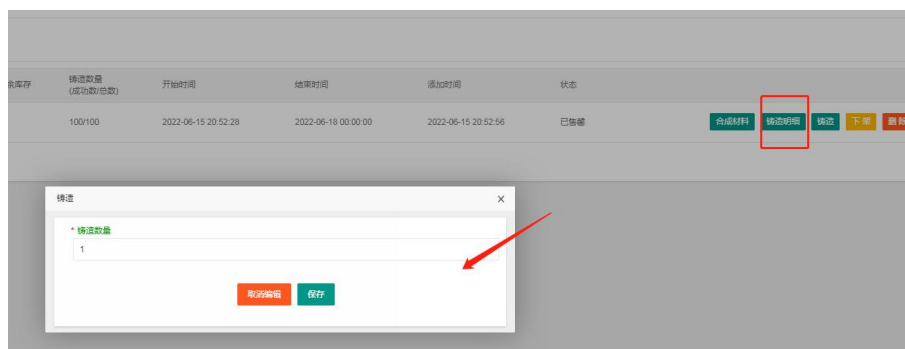 余库存
铸造数量
(成功数/总数)
开始时间
结束时间
添加时间
状态
100/100
2022-06-15 20:52:28
2022-06-18 00:00:00
2022-06-15 20:52:56
已售罄
合成材料
铸造明细
铸造
下架
删除
铸造
X
* 铸造数量
1
取消编辑
保存